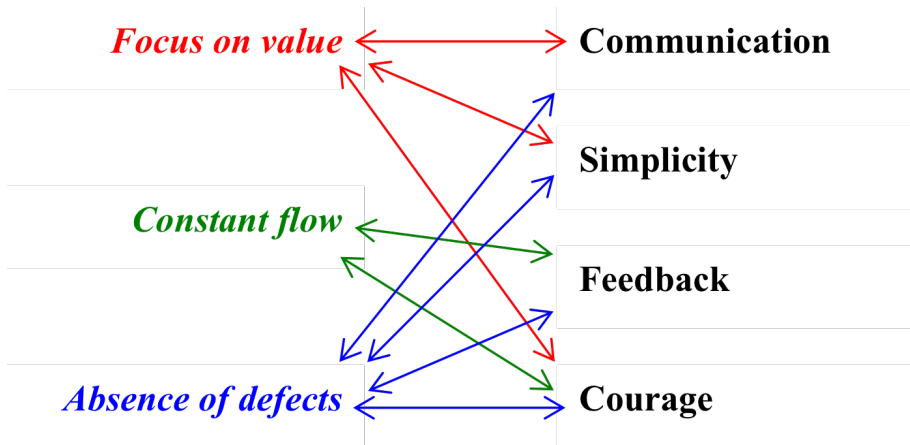 Focus on value
Communication
Simplicity
Constant flow
Feedback
Absence of defects
Courage